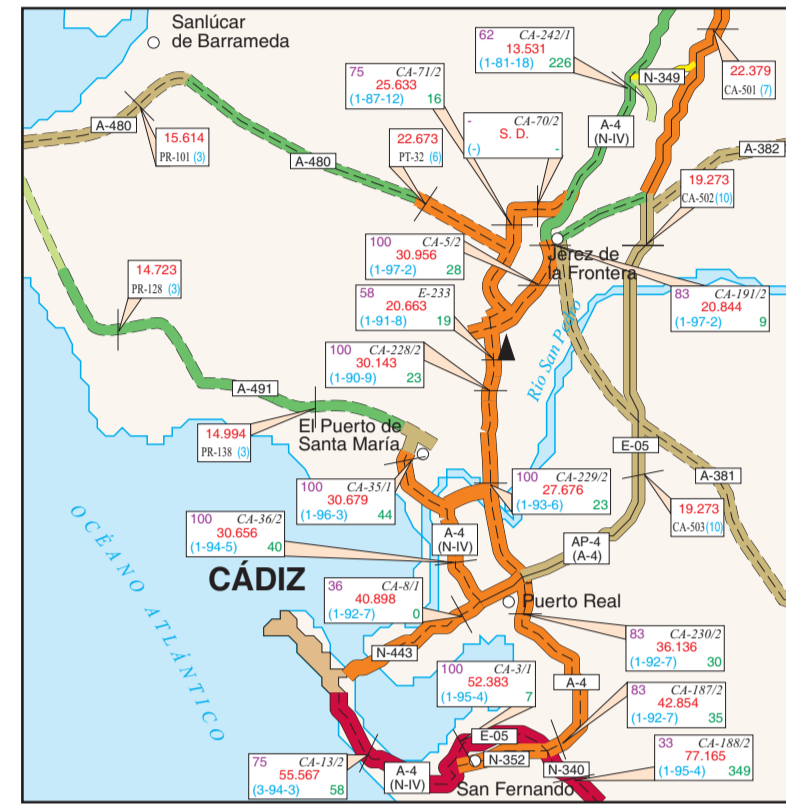 Sanlúcar
de Barrameda
62 CA-242/1
13.531
(1-81-18) 226
N-349
22.379
CA-501 (7)
75 CA-71/2
25.633
(1-87-12) 16
- CA-70/2
S. D.
(-) -
A-4
(N-IV)
A-480
15.614
PR-101 (3)
A-480
22.673
PT-32 (6)
A-382
19.273
CA-502 (10)
100 CA-5/2
30.956
(1-97-2) 28
Jerez de
la Frontera
14.723
PR-128 (3)
58 E-233
20.663
(1-91-8) 19
83 CA-191/2
20.844
(1-97-2) 9
Río San Pedro
100 CA-228/2
30.143
(1-90-9) 23
A-491
El Puerto de
Santa María
14.994
PR-138 (3)
E-05
A-381
100 CA-35/1
30.679
(1-96-3) 44
100 CA-229/2
27.676
(1-93-6) 23
19.273
CA-503 (10)
100 CA-36/2
30.656
(1-94-5) 40
A-4
(N-IV)
AP-4
(A-4)
OCÉANO ATLÁNTICO
CÁDIZ
36 CA-8/1
40.898
(1-92-7) 0
Puerto Real
N-443
83 CA-230/2
36.136
(1-92-7) 30
100 CA-3/1
52.383
(1-95-4) 7
A-4
83 CA-187/2
42.854
(1-92-7) 35
E-05
N-352
33 CA-188/2
77.165
(1-95-4) 349
75 CA-13/2
55.567
(3-94-3) 58
A-4
(N-IV)
N-340
San Fernando